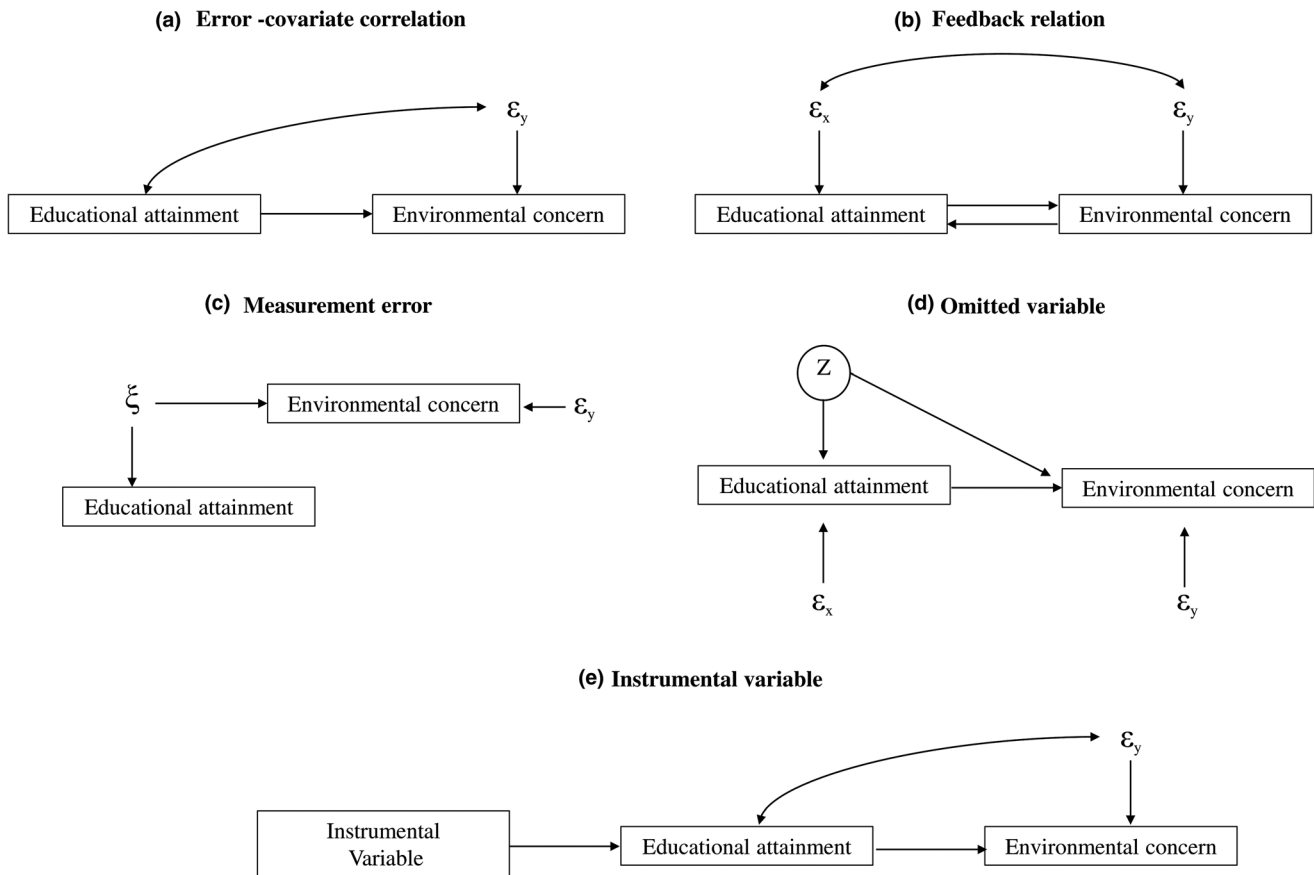 (a) Error -covariate correlation
εy
Educational attainment
Environmental concern
(b) Feedback relation
εx
εy
Educational attainment
Environmental concern
(c) Measurement error
ξ
Environmental concern
εy
Educational attainment
(d) Omitted variable
Z
Educational attainment
Environmental concern
εx
εy
(e) Instrumental variable
εy
Instrumental
Variable
Educational attainment
Environmental concern